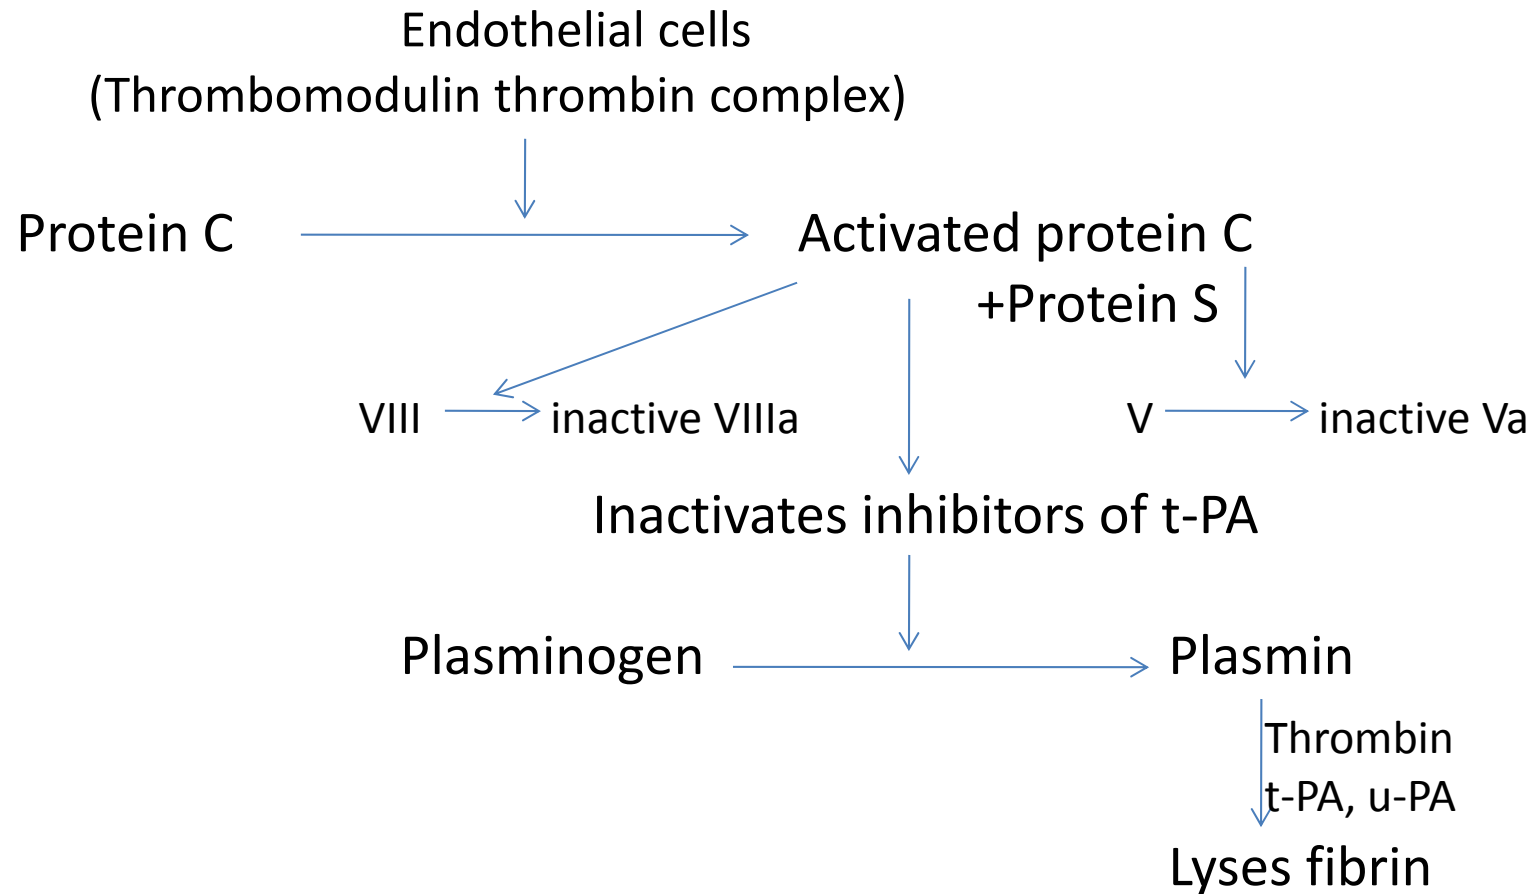 Endothelial cells
(Thrombomodulin thrombin complex)
Protein C
Activated protein C
+Protein S
VIII
inactive VIIIa
V
inactive Va
Inactivates inhibitors of t-PA
Plasminogen
Plasmin
Thrombin
t-PA, u-PA
Lyses fibrin